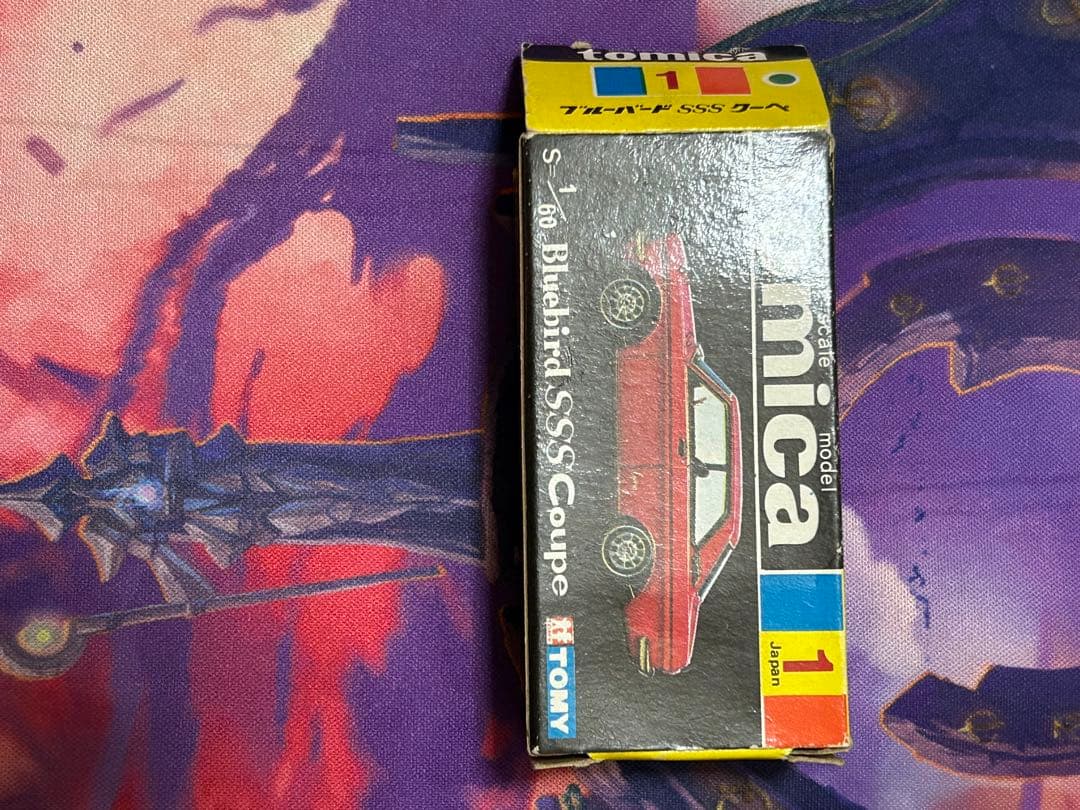 tomica
1
ブルーバード SSS クーペ
scale model
mica
1
Japan
S=1/60 Bluebird SSS Coupe
TOMY